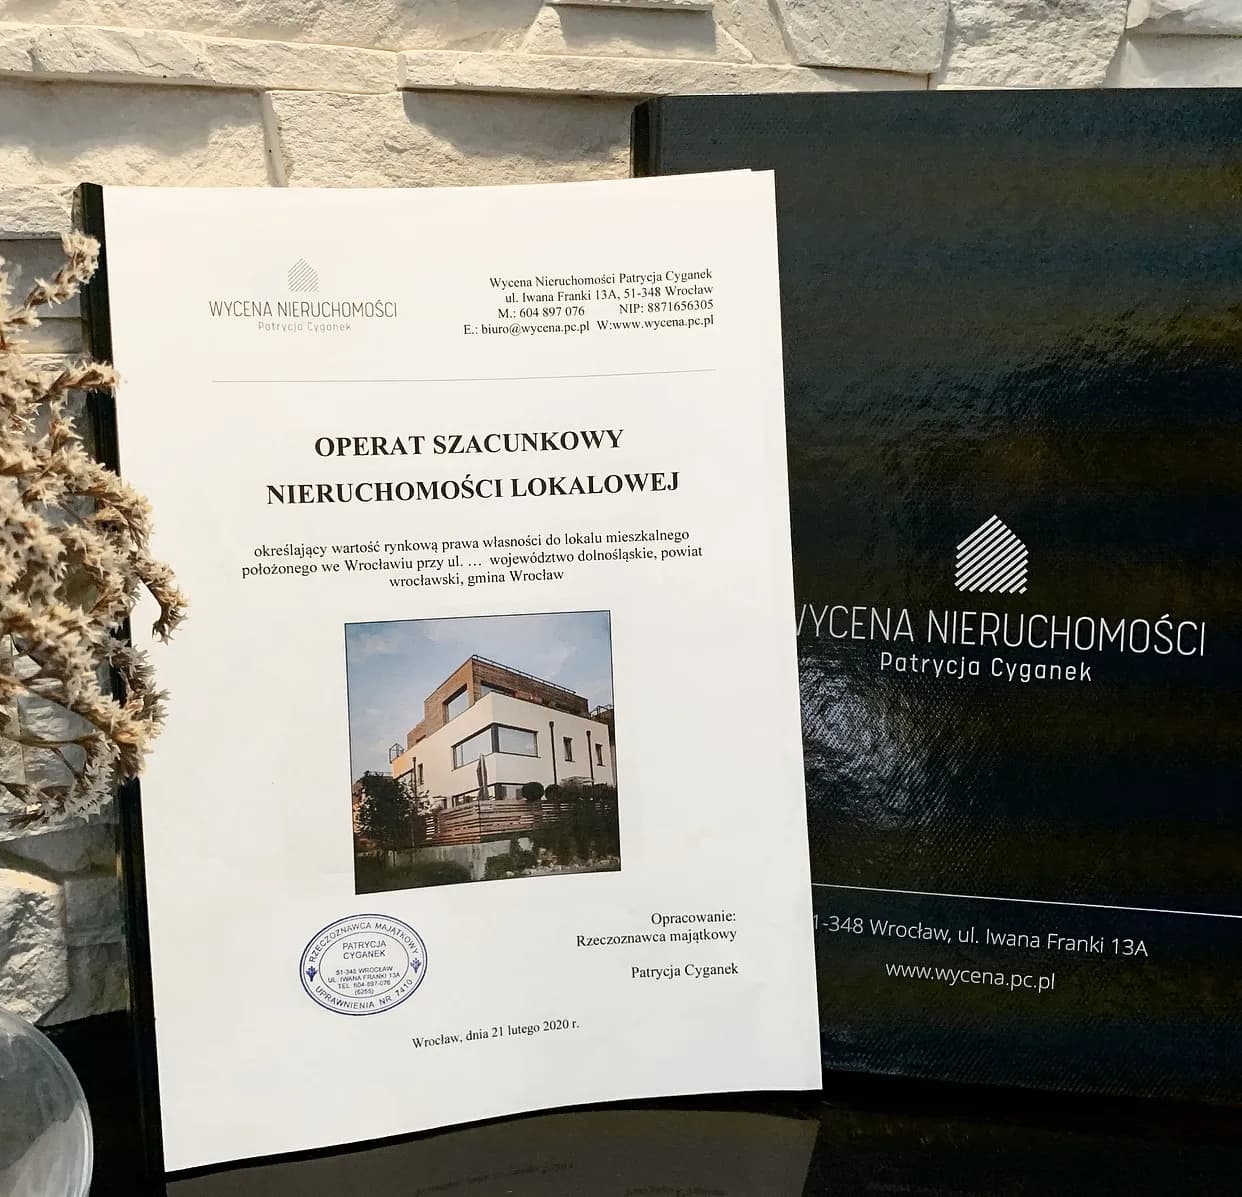 WYCENA NIERUCHOMOŚCI
Patrycja Cyganek
Wycena Nieruchomości Patrycja Cyganek
ul. Iwana Franki 13A, 51-348 Wrocław
M.: 604 897 076 NIP: 8871656305
E.: biuro@wycena.pc.pl W:www.wycena.pc.pl
OPERAT SZACUNKOWY
NIERUCHOMOŚCI LOKALOWEJ
określający wartość rynkową prawa własności do lokalu mieszkalnego
położonego we Wrocławiu przy ul. … województwo dolnośląskie, powiat
wrocławski, gmina Wrocław
RZECZOZNAWCA MAJĄTKOWY
PATRYCJA
CYGANEK
51-348 WROCŁAW
UL. IWANA FRANKI 13A
TEL. 604-897-076
(6255)
UPRAWNIENIA NR 7410
Opracowanie:
Rzeczoznawca majątkowy
Patrycja Cyganek
Wrocław, dnia 21 lutego 2020 r.
WYCENA NIERUCHOMOŚCI
Patrycja Cyganek
1-348 Wrocław, ul. Iwana Franki 13A
www.wycena.pc.pl